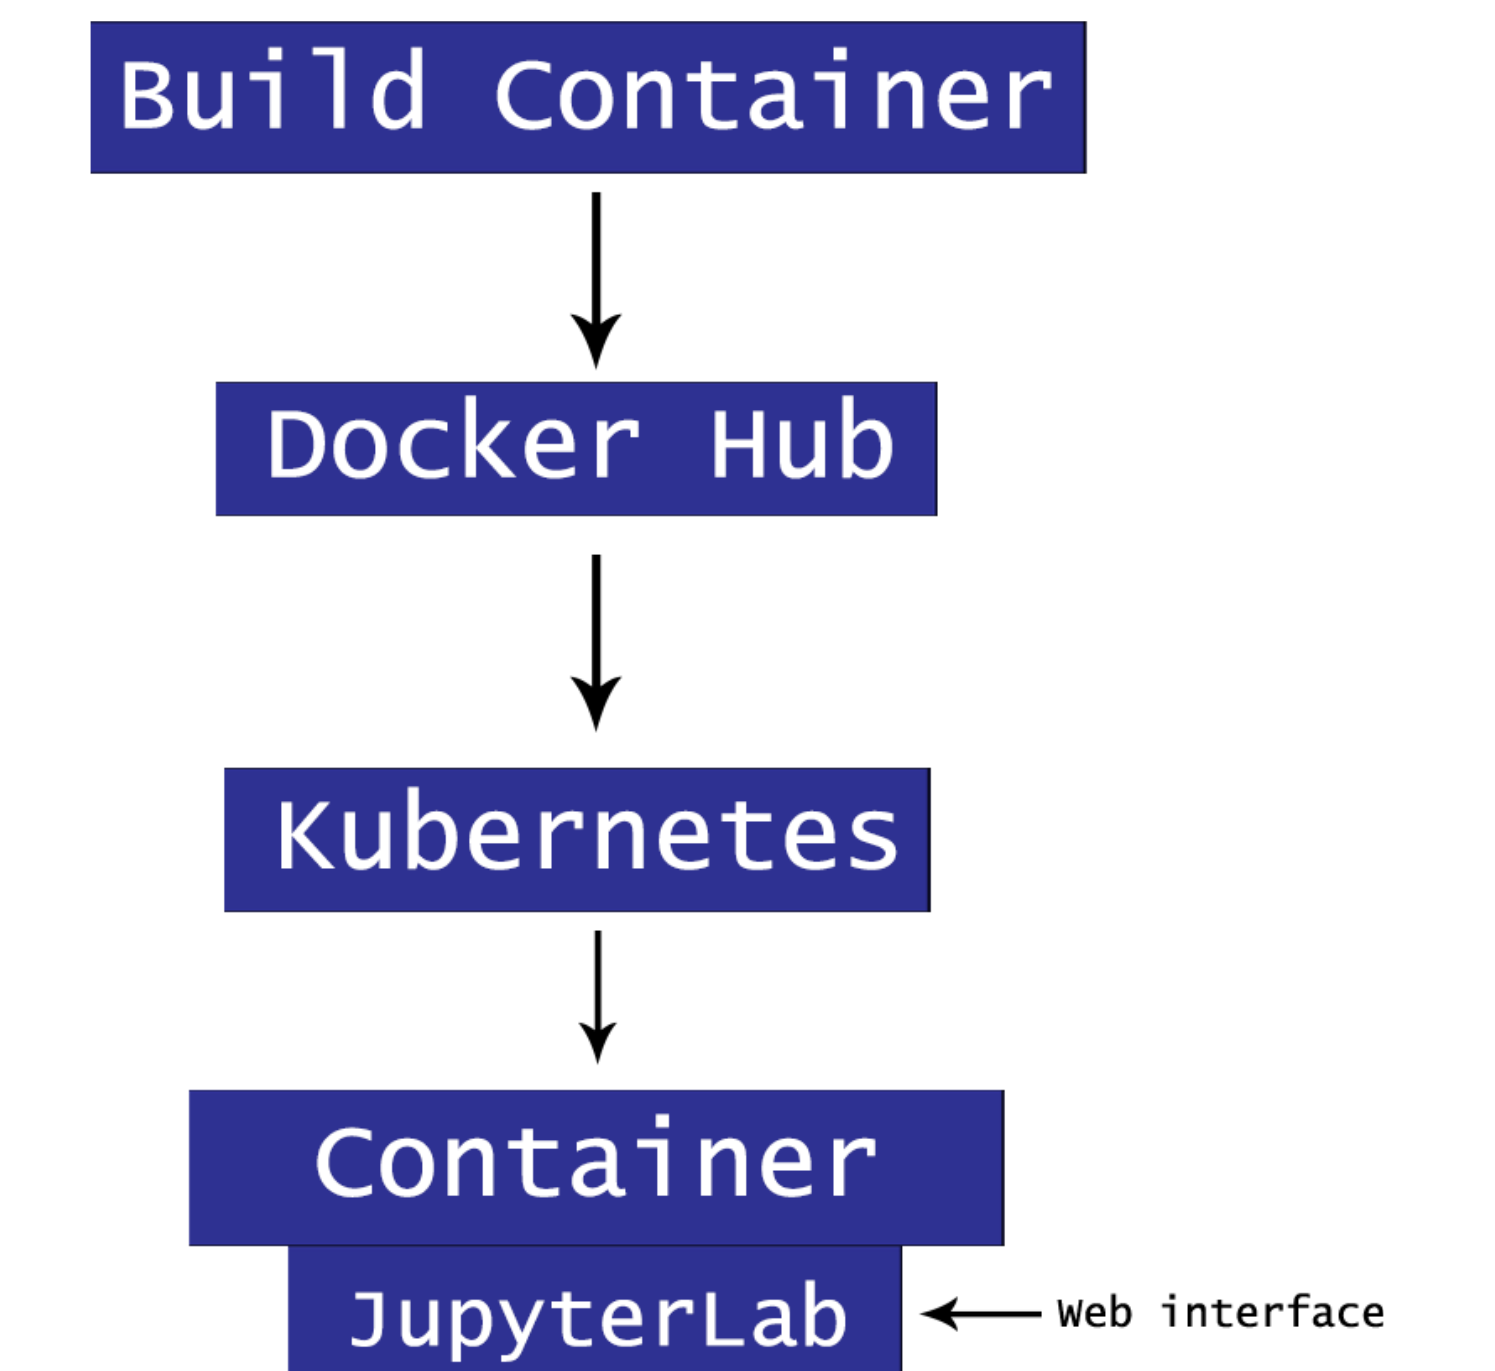 Build Container
Docker Hub
Kubernetes
Container
JupyterLab
Web interface